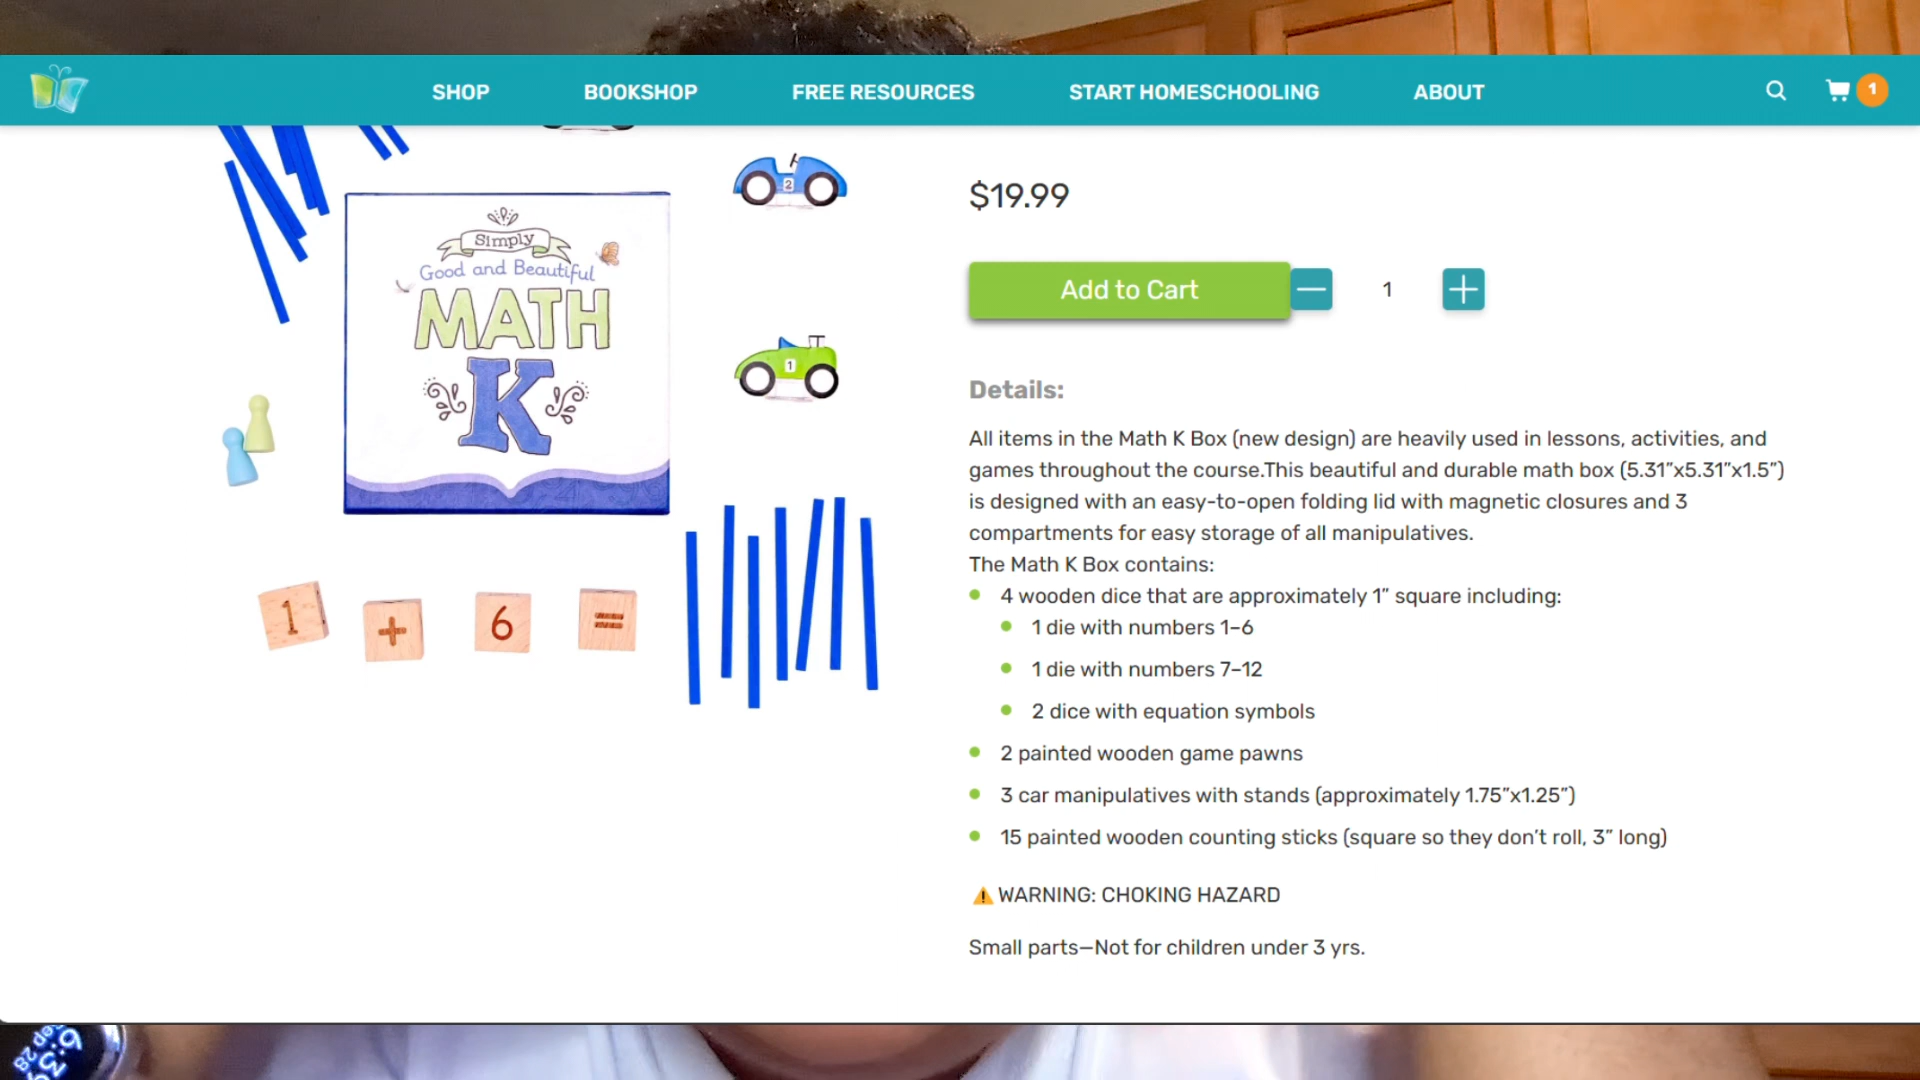 SHOP
BOOKSHOP
FREE RESOURCES
START HOMESCHOOLING
ABOUT
1
2
$19.99
Simply
Good and Beautiful
MATH
K
Add to Cart
1
1
Details:
All items in the Math K Box (new design) are heavily used in lessons, activities, and
games throughout the course.This beautiful and durable math box (5.31”x5.31”x1.5”)
is designed with an easy-to-open folding lid with magnetic closures and 3
compartments for easy storage of all manipulatives.
The Math K Box contains:
4 wooden dice that are approximately 1” square including:
1 die with numbers 1–6
1 die with numbers 7–12
2 dice with equation symbols
2 painted wooden game pawns
3 car manipulatives with stands (approximately 1.75”x1.25”)
15 painted wooden counting sticks (square so they don’t roll, 3” long)
1 + 6 =
WARNING: CHOKING HAZARD
Small parts—Not for children under 3 yrs.